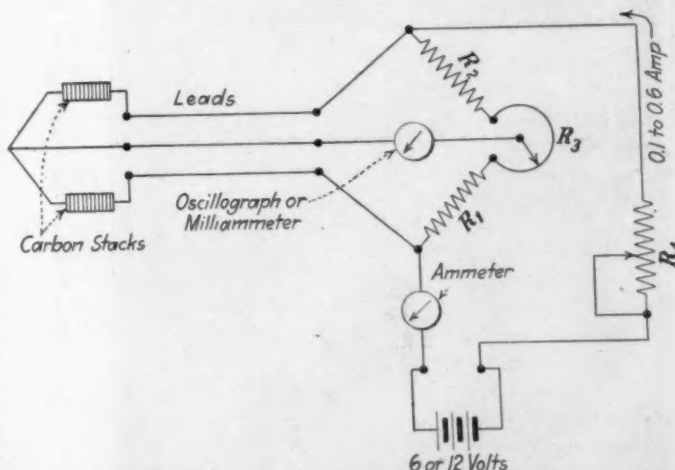 Leads
R2
R3
0.1 to 0.6 Amp
Oscillograph or
Milliammeter
R1
Carbon Stacks
Ammeter
R4
6 or 12 Volts